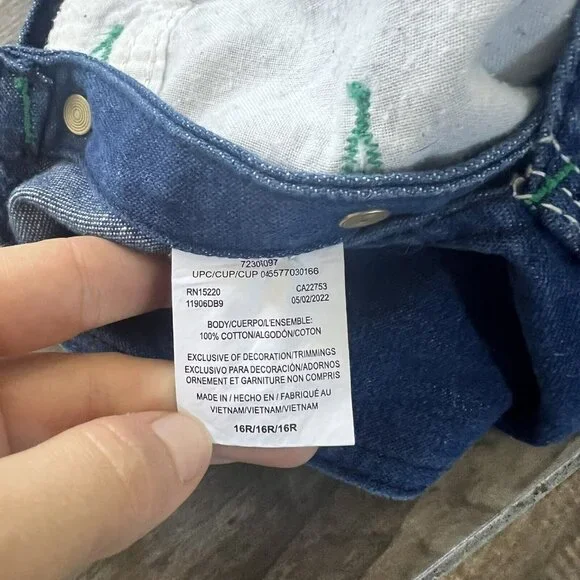 72304097
UPC/CUP/CUP 045577030166
RN15220 CA22753
11906DB9 05/02/2022
BODY/CUERPO/L'ENSEMBLE:
100% COTTON/ALGODÓN/COTON
EXCLUSIVE OF DECORATION/TRIMMINGS
EXCLUSIVO PARA DECORACIÓN/ADORNOS
ORNEMENT ET GARNITURE NON COMPRIS
MADE IN / HECHO EN / FABRIQUÉ AU
VIETNAM/VIETNAM/VIETNAM
16R/16R/16R